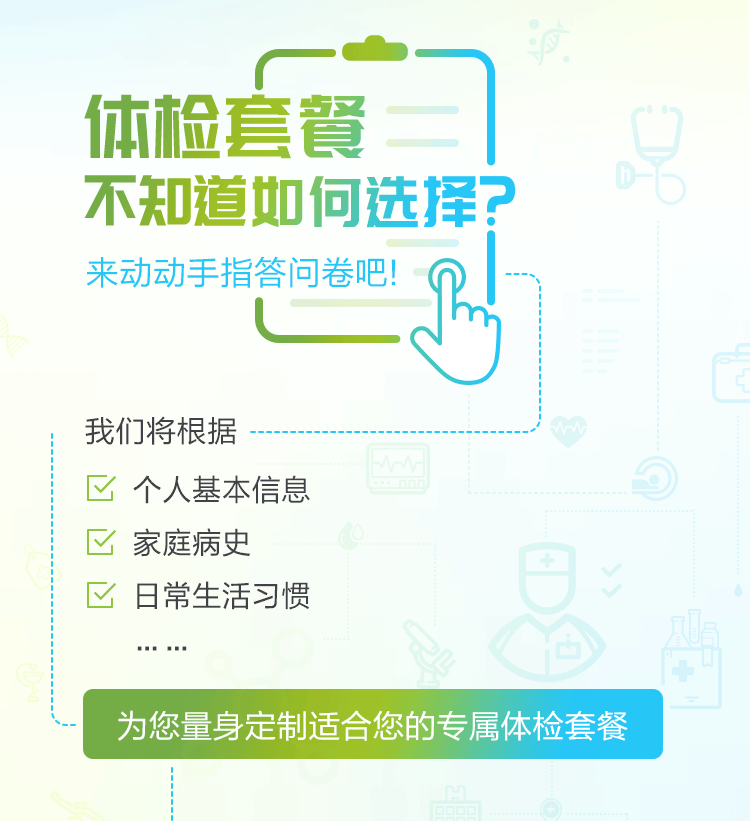 体检套餐
不知道如何选择?
来动动手指答问卷吧!
我们将根据
个人基本信息
家庭病史
日常生活习惯
... ...
为您量身定制适合您的专属体检套餐